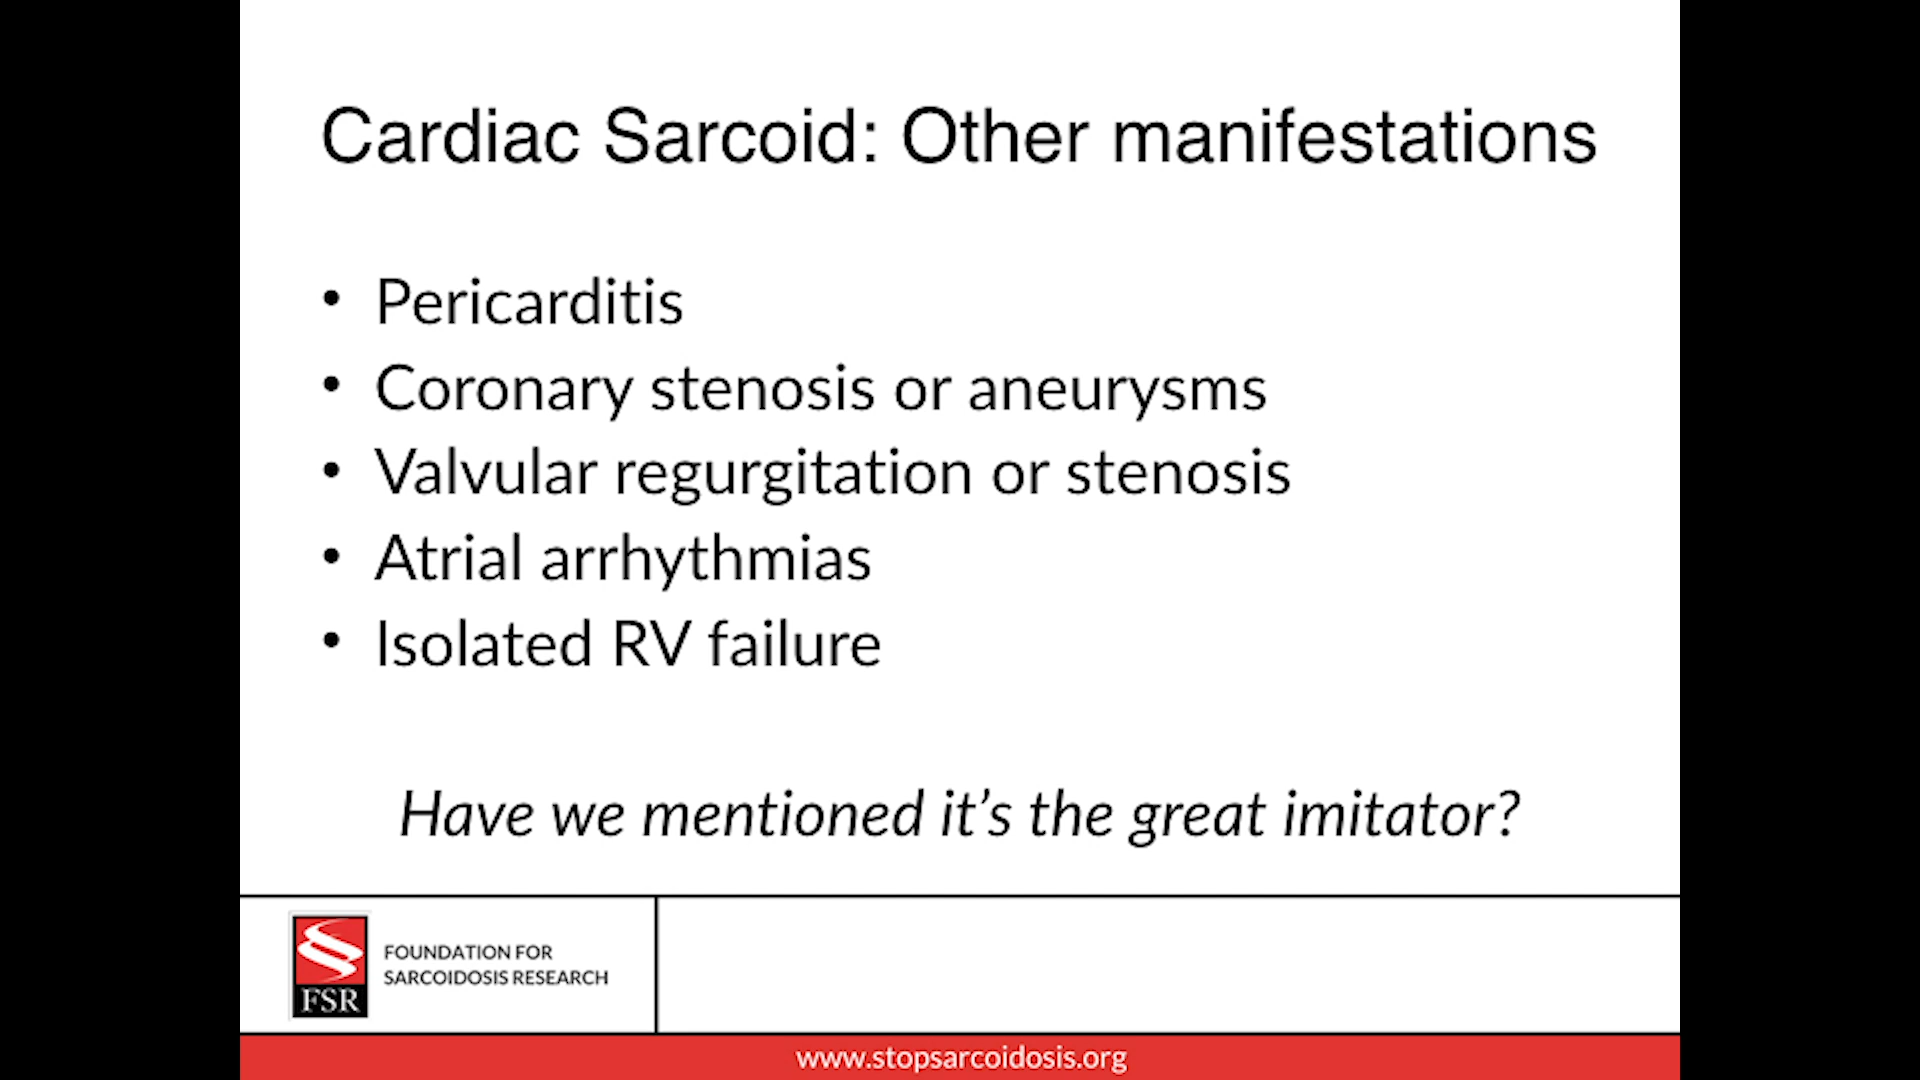 Cardiac Sarcoid: Other manifestations
• Pericarditis
• Coronary stenosis or aneurysms
• Valvular regurgitation or stenosis
• Atrial arrhythmias
• Isolated RV failure
Have we mentioned it’s the great imitator?
FSR
FOUNDATION FOR
SARCOIDOSIS RESEARCH
www.stopsarcoidosis.org